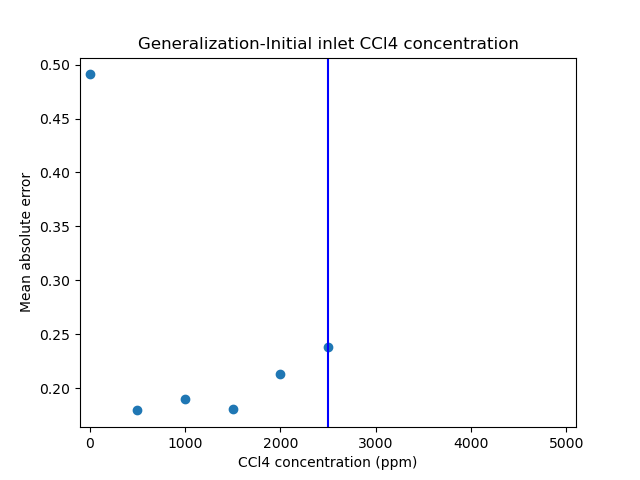 Generalization-Initial inlet CCl4 concentration
0.50
0.45
0.40
0.35
0.30
0.25
0.20
Mean absolute error
0 1000 2000 3000 4000 5000
CCl4 concentration (ppm)